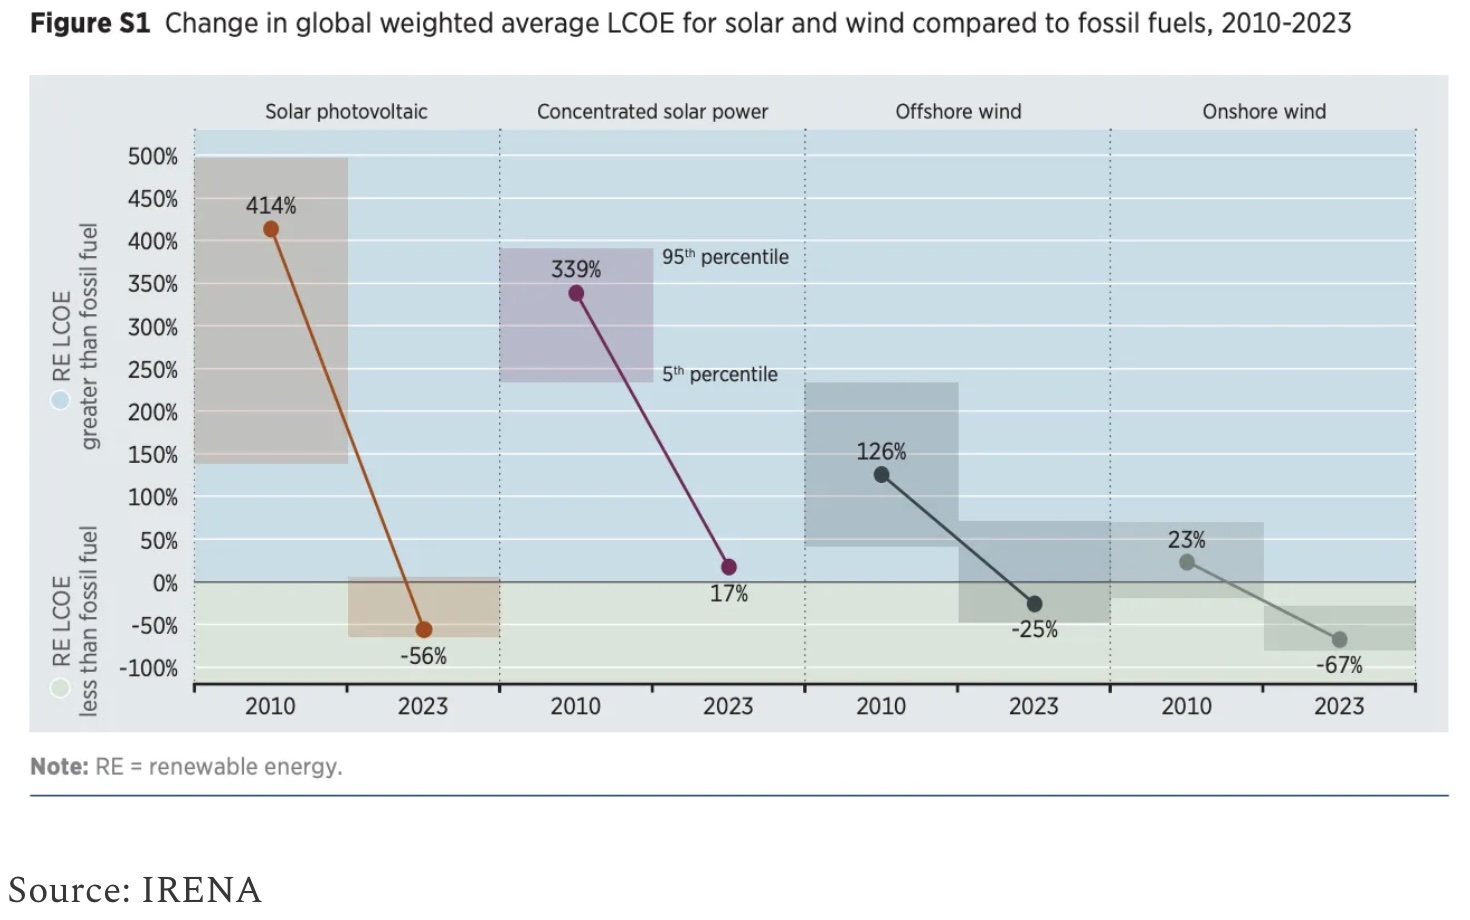 Figure S1 Change in global weighted average LCOE for solar and wind compared to fossil fuels, 2010-2023
Solar photovoltaic
Concentrated solar power
Offshore wind
Onshore wind
RE LCOE
greater than fossil fuel
RE LCOE
less than fossil fuel
500%
450%
400%
350%
300%
250%
200%
150%
100%
50%
0%
-50%
-100%
414%
-56%
339%
95th percentile
5th percentile
17%
126%
-25%
23%
-67%
2010
2023
2010
2023
2010
2023
2010
2023
Note: RE = renewable energy.
Source: IRENA